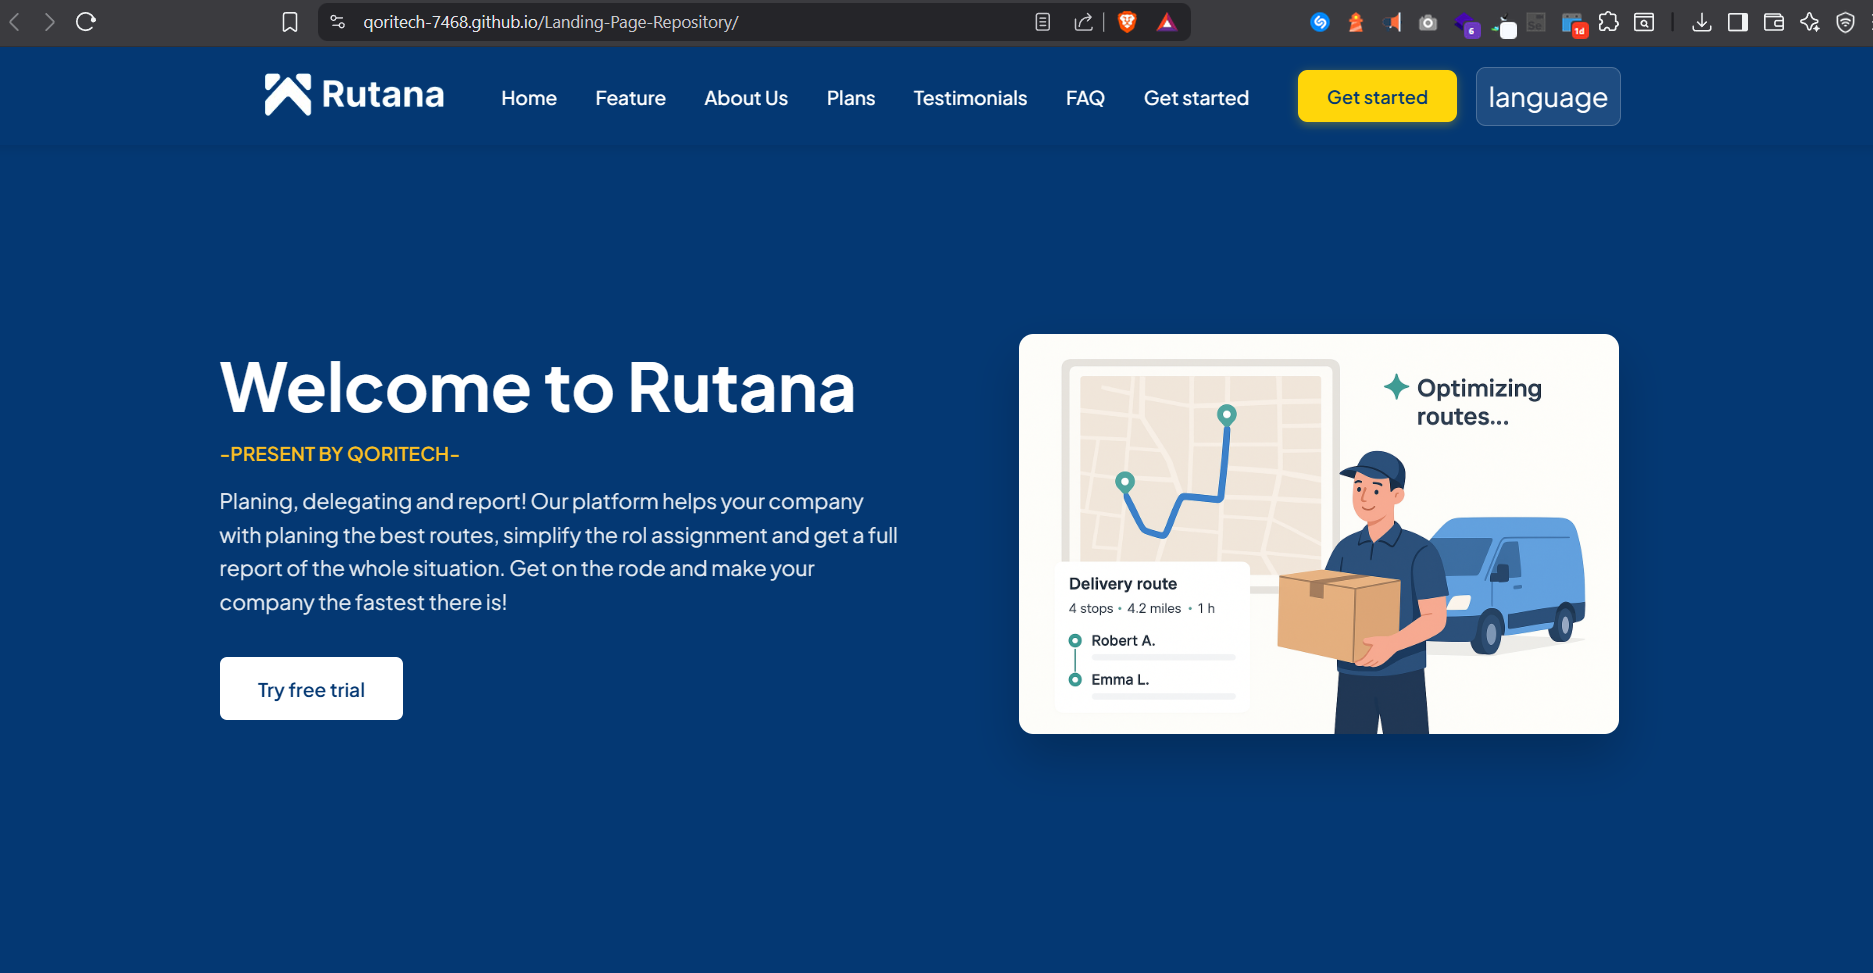 qoritech-7468.github.io/Landing-Page-Repository/
6
Se
1d
Rutana
Home
Feature
About Us
Plans
Testimonials
FAQ
Get started
Get started
language
Welcome to Rutana
-PRESENT BY QORITECH-
Planing, delegating and report! Our platform helps your company
with planing the best routes, simplify the rol assignment and get a full
report of the whole situation. Get on the rode and make your
company the fastest there is!
Try free trial
Optimizing
routes...
Delivery route
4 stops • 4.2 miles • 1 h
Robert A.
Emma L.